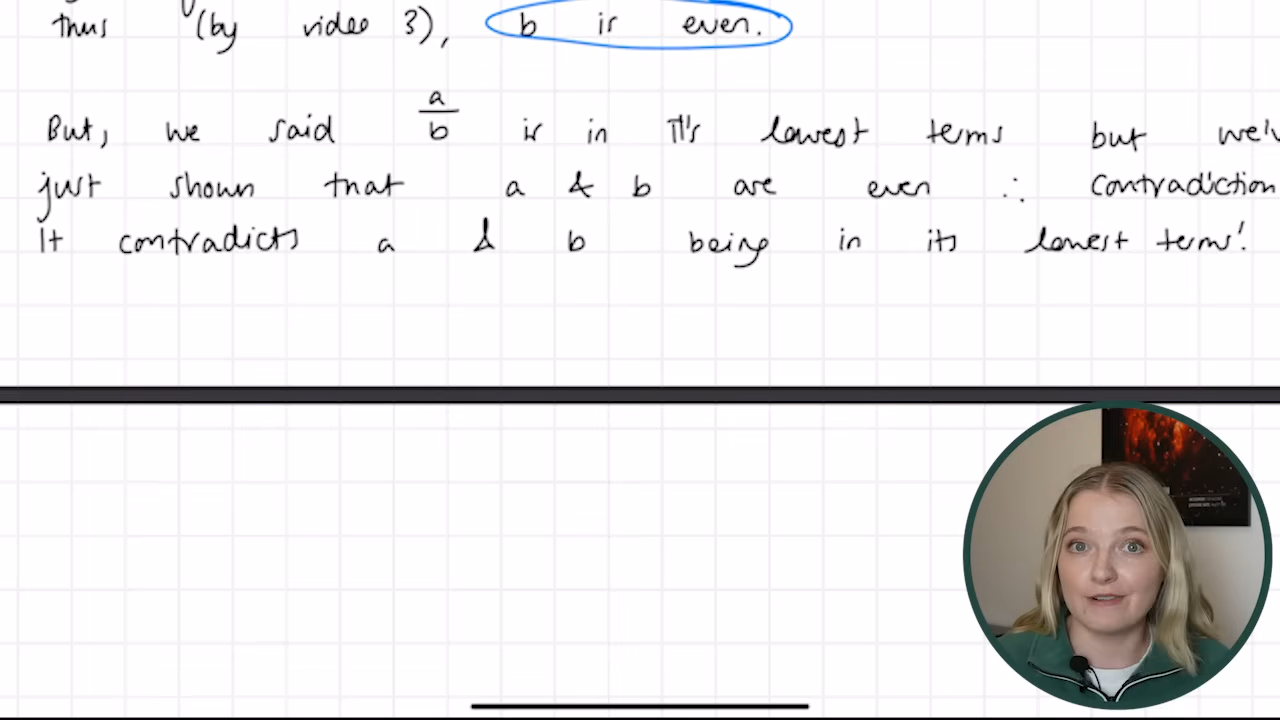 thus (by video 3), b is even.
But, we said a/b is in it's lowest terms but we'v
just shown that a & b are even ∴ contradiction
It contradicts a & b being in its lowest terms!